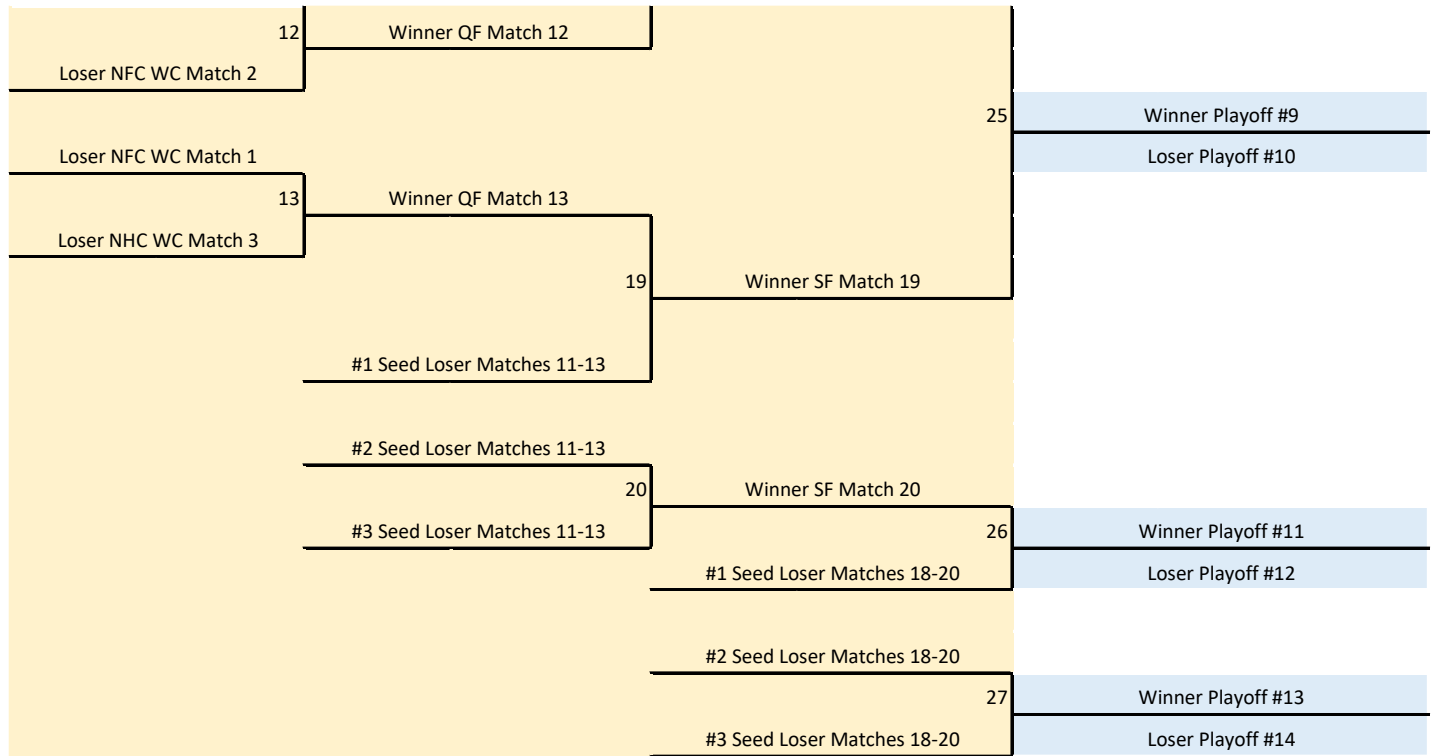 12
Winner QF Match 12
Loser NFC WC Match 2
25
Winner Playoff #9
Loser NFC WC Match 1
Loser Playoff #10
13
Winner QF Match 13
Loser NHC WC Match 3
19
Winner SF Match 19
#1 Seed Loser Matches 11-13
#2 Seed Loser Matches 11-13
20
Winner SF Match 20
#3 Seed Loser Matches 11-13
26
Winner Playoff #11
#1 Seed Loser Matches 18-20
Loser Playoff #12
#2 Seed Loser Matches 18-20
27
Winner Playoff #13
#3 Seed Loser Matches 18-20
Loser Playoff #14